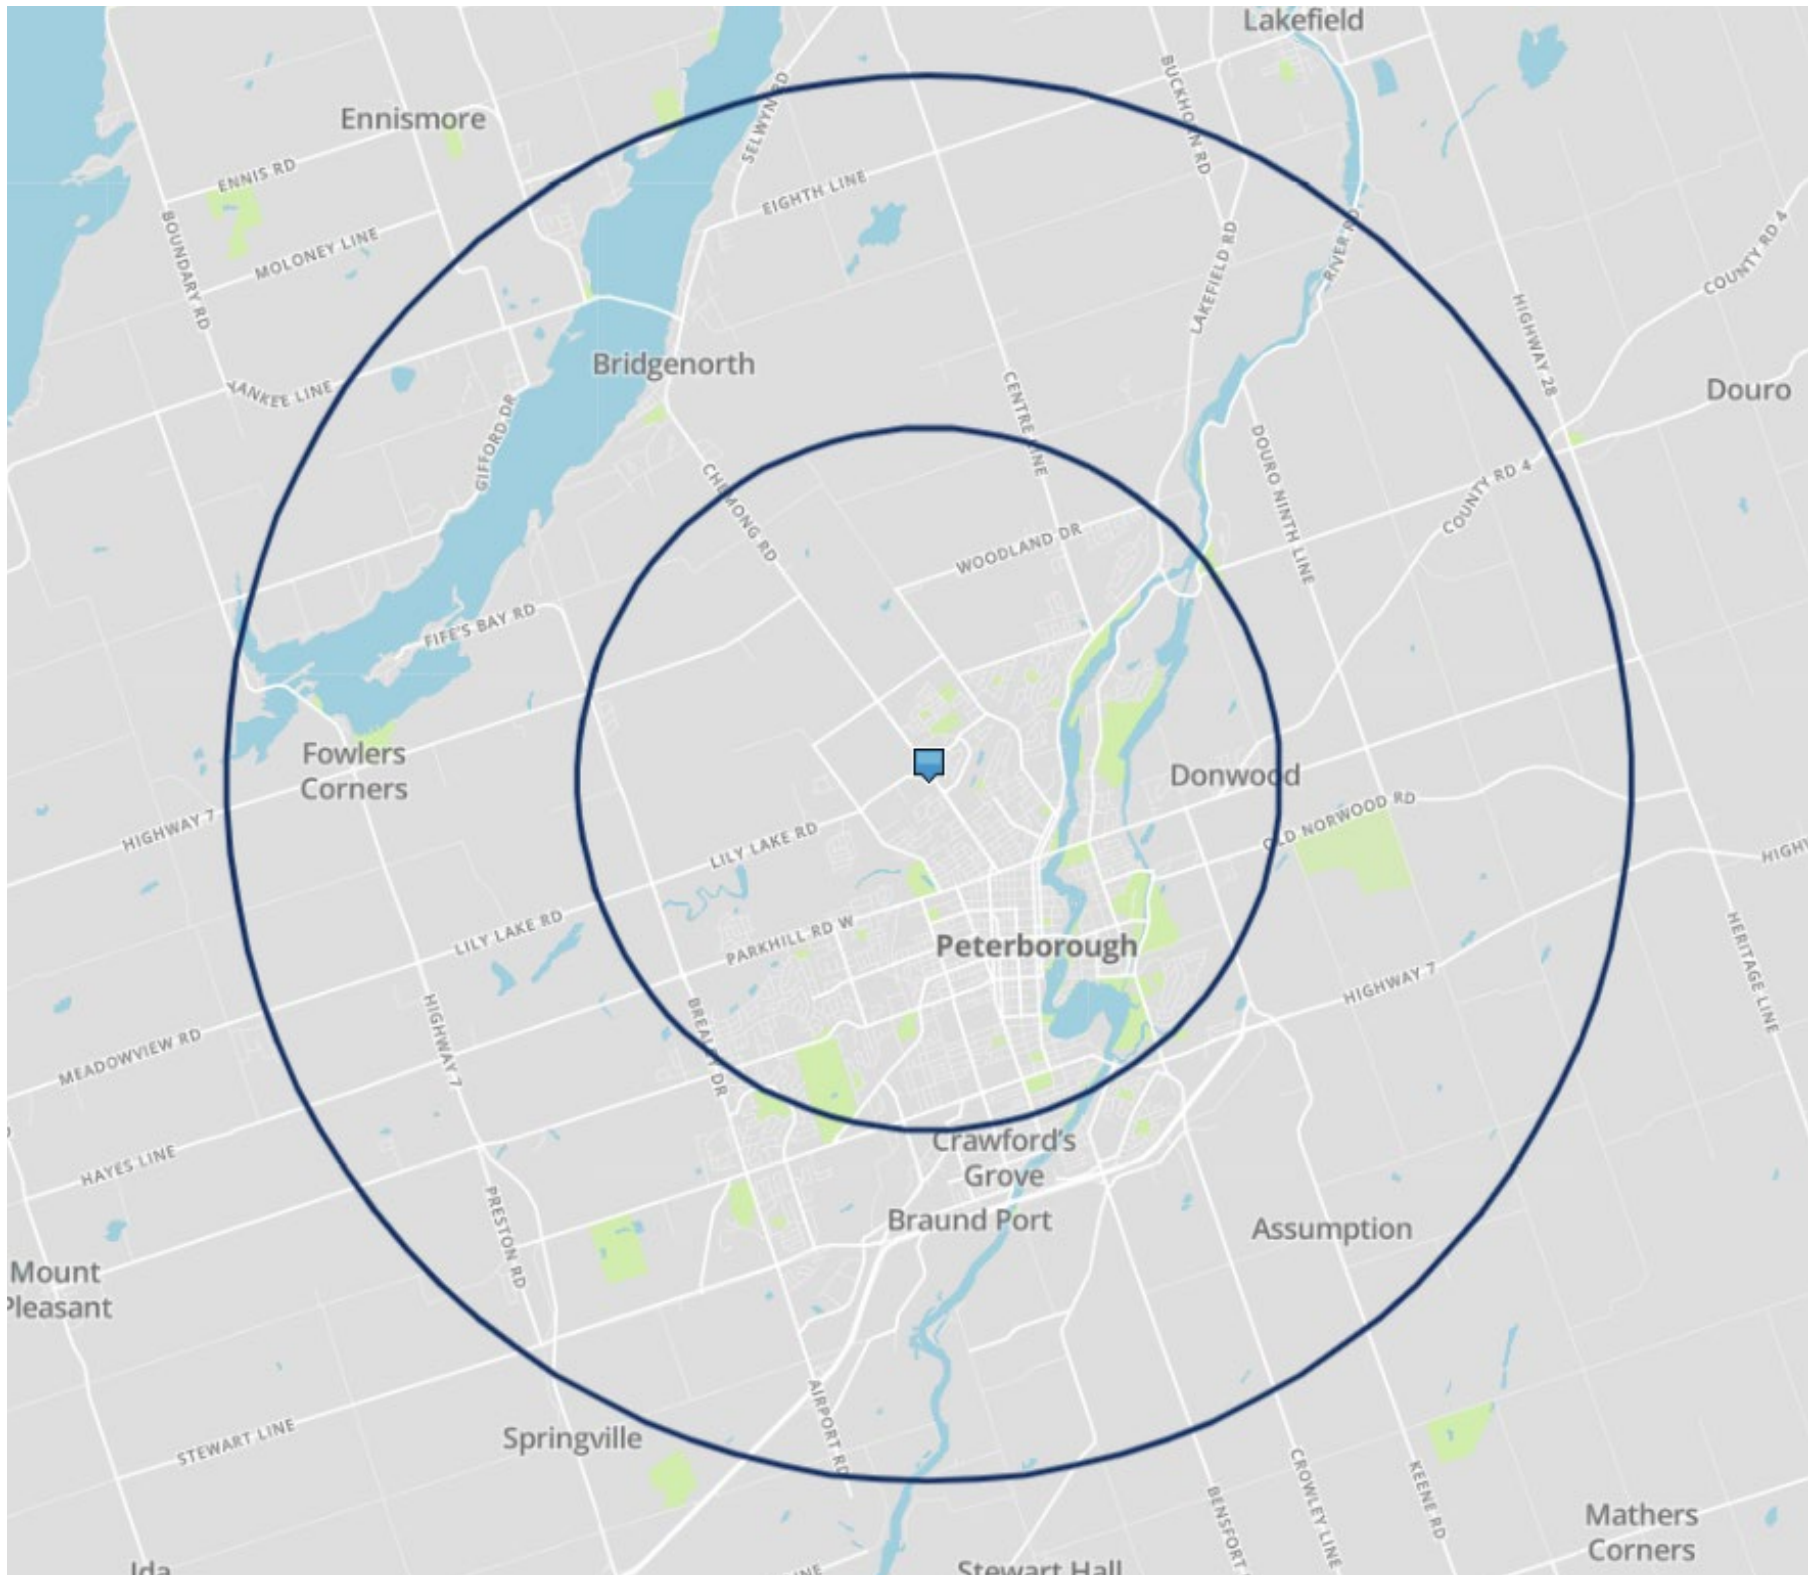 Lakefield
Ennismore
BUCKHORN RD
SELWYN RD
ENNIS RD
EIGHTH LINE
BOUNDARY RD
MOLONEY LINE
LAKEFIELD RD
RIVER RD
COUNTY RD 4
HIGHWAY 28
Bridgenorth
YANKEE LINE
Douro
GIFFORD DR
CENTRE LINE
DOURO NINTH LINE
COUNTY RD 4
CHEMONG RD
WOODLAND DR
FIFE'S BAY RD
Fowlers
Corners
Donwood
HIGHWAY 7
LILY LAKE RD
OLD NORWOOD RD
LILY LAKE RD
PARKHILL RD W
Peterborough
HIGHWAY 7
HERITAGE LINE
HIGHWAY 7
BREALEY DR
MEADOWVIEW RD
HAYES LINE
Crawford's
Grove
Braund Port
Assumption
PRESTON RD
Mount
Pleasant
AIRPORT RD
STEWART LINE
Springville
BENSFORT
CROWLEY LINE
KEENE RD
Mathers
Corners
Ida
Stewart Hall